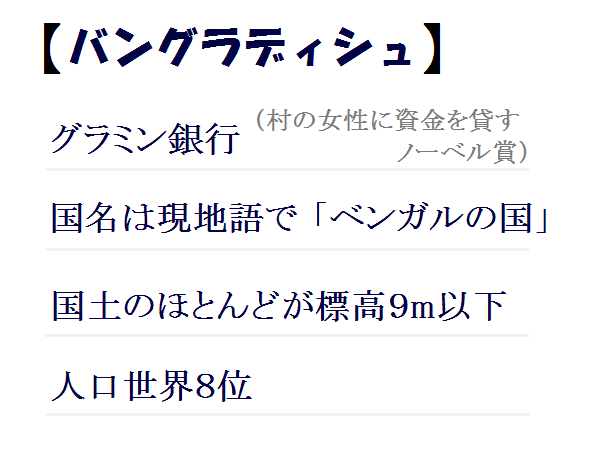 【バングラディシュ】
グラミン銀行（村の女性に資金を貸す
ノーベル賞）
国名は現地語で「ベンガルの国」
国土のほとんどが標高９ｍ以下
人口世界８位